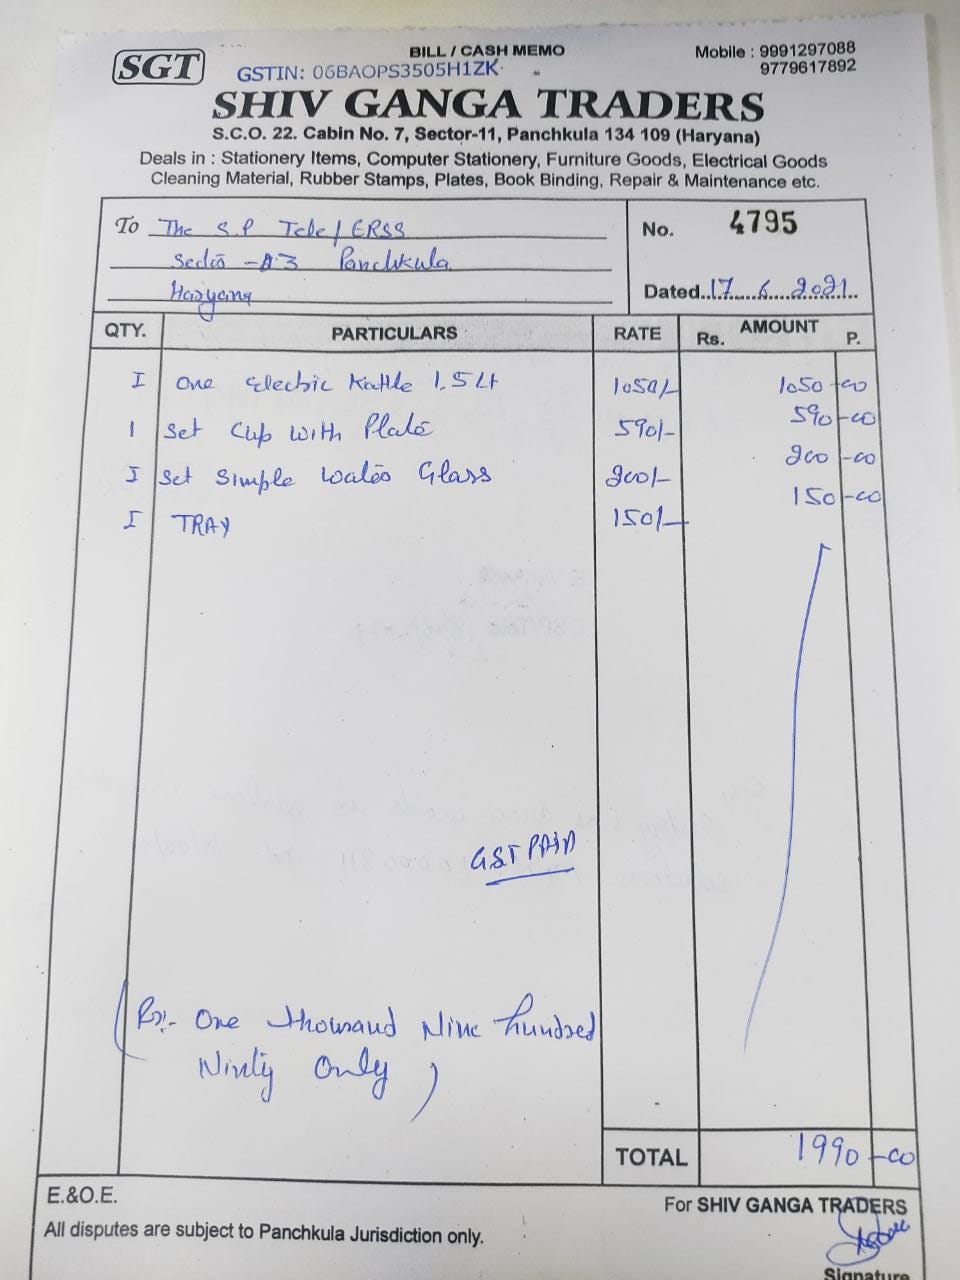 BILL / CASH MEMO
Mobile : 9991297088
9779617892
SGT
GSTIN: 06BAOPS3505H1ZK
SHIV GANGA TRADERS
S.C.O. 22. Cabin No. 7, Sector-11, Panchkula 134 109 (Haryana)
Deals in : Stationery Items, Computer Stationery, Furniture Goods, Electrical Goods
Cleaning Material, Rubber Stamps, Plates, Book Binding, Repair & Maintenance etc.
To The S.P Tele/ERSS
No. 4795
Panchkula
Haryana
Dated 17 6 2021
QTY. PARTICULARS RATE AMOUNT
Rs. P.
1 One Electric Kattle 1.5 Lt 1050/- 1050-00
1 Set Cup with Plate 590/- 590-00
1 Set Simple Water Glass 200/- 200-00
1 TRAY 150/- 150-00
GST PAID
(Rs:- One thousand Nine hundred
Ninty Only)
TOTAL 1990-00
E.&O.E.
For SHIV GANGA TRADERS
All disputes are subject to Panchkula Jurisdiction only.
Signature